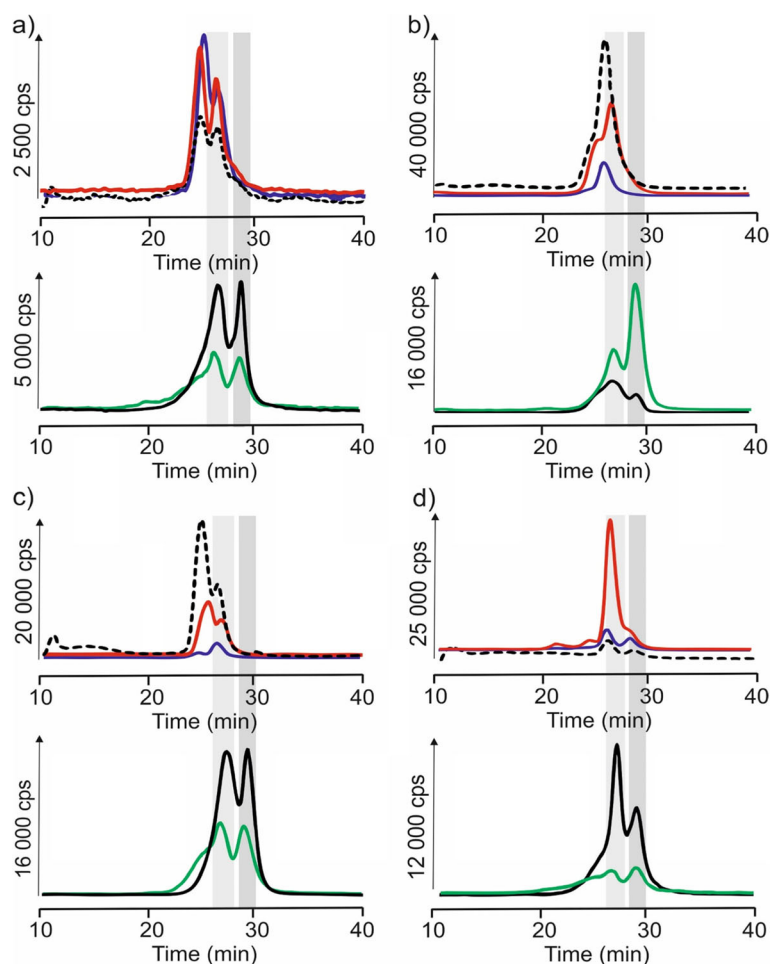 a)
2 500 cps
10 20 30 40
Time (min)
5 000 cps
10 20 30 40
Time (min)
b)
40 000 cps
10 20 30 40
Time (min)
16 000 cps
10 20 30 40
Time (min)
c)
20 000 cps
10 20 30 40
Time (min)
16 000 cps
10 20 30 40
Time (min)
d)
25 000 cps
10 20 30 40
Time (min)
12 000 cps
10 20 30 40
Time (min)